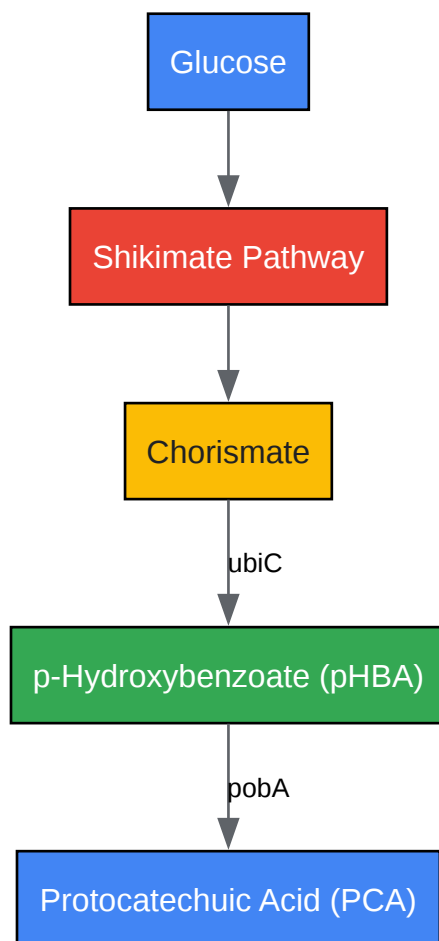 Glucose
Shikimate Pathway
Chorismate
ubiC
p-Hydroxybenzoate (pHBA)
pobA
Protocatechuic Acid (PCA)